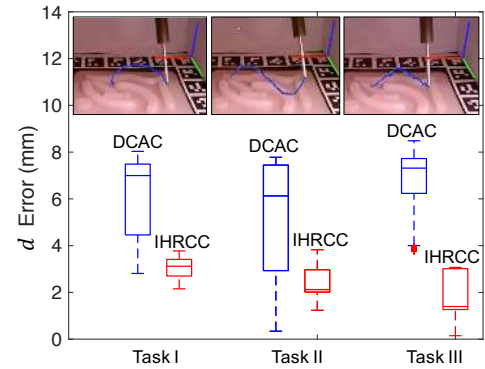 14
12
10
8
6
4
2
0
d Error (mm)
DCAC
IHRCC
DCAC
IHRCC
DCAC
IHRCC
Task I
Task II
Task III